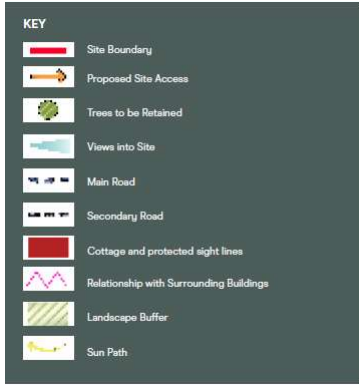 KEY
Site Boundary
Proposed Site Access
Trees to be Retained
Views into Site
Main Road
Secondary Road
Cottage and protected sight lines
Relationship with Surrounding Buildings
Landscape Buffer
Sun Path